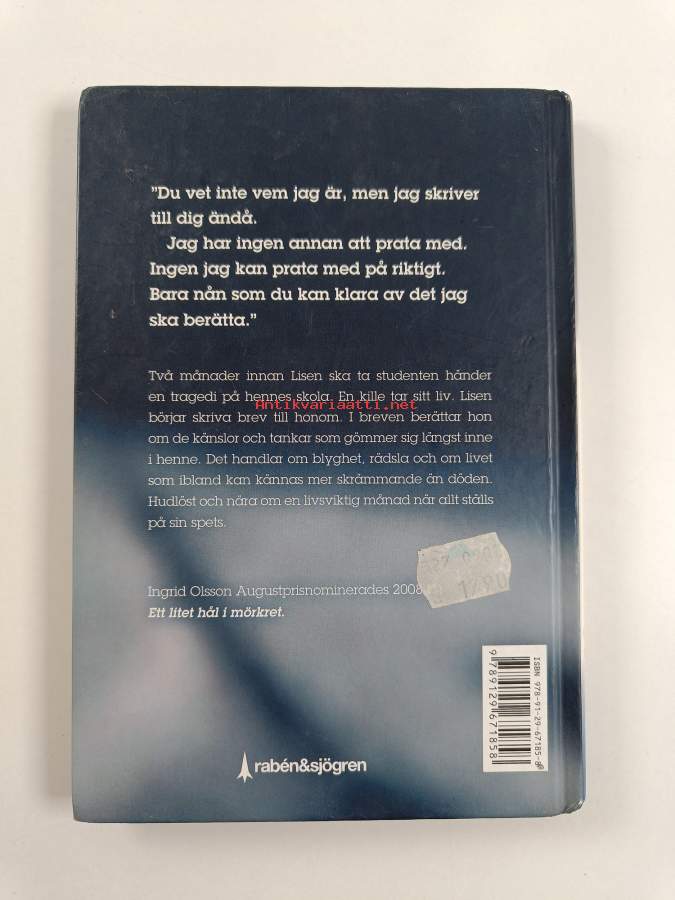 ”Du vet inte vem jag är, men jag skriver
till dig ändå.
Jag har ingen annan att prata med.
Ingen jag kan prata med på riktigt.
Bara nån som du kan klara av det jag
ska berätta.”
Två månader innan Lisen ska ta studenten händer
en tragedi på hennes skola. En kille tar sitt liv. Lisen
Antikvariaatti.net
börjar skriva brev till honom. I breven berättar hon
om de känslor och tankar som gömmer sig längst inne
i henne. Det handlar om blyghet, rädsla och om livet
som ibland kan kännas mer skrämmande än döden.
Hudlöst och nära om en livsviktig månad när allt ställs
på sin spets.
Ingrid Olsson Augustprisnominerades 2008
Ett litet hål i mörkret.
ISBN 978-91-29-67185-8
9789129671858
rabén&sjögren